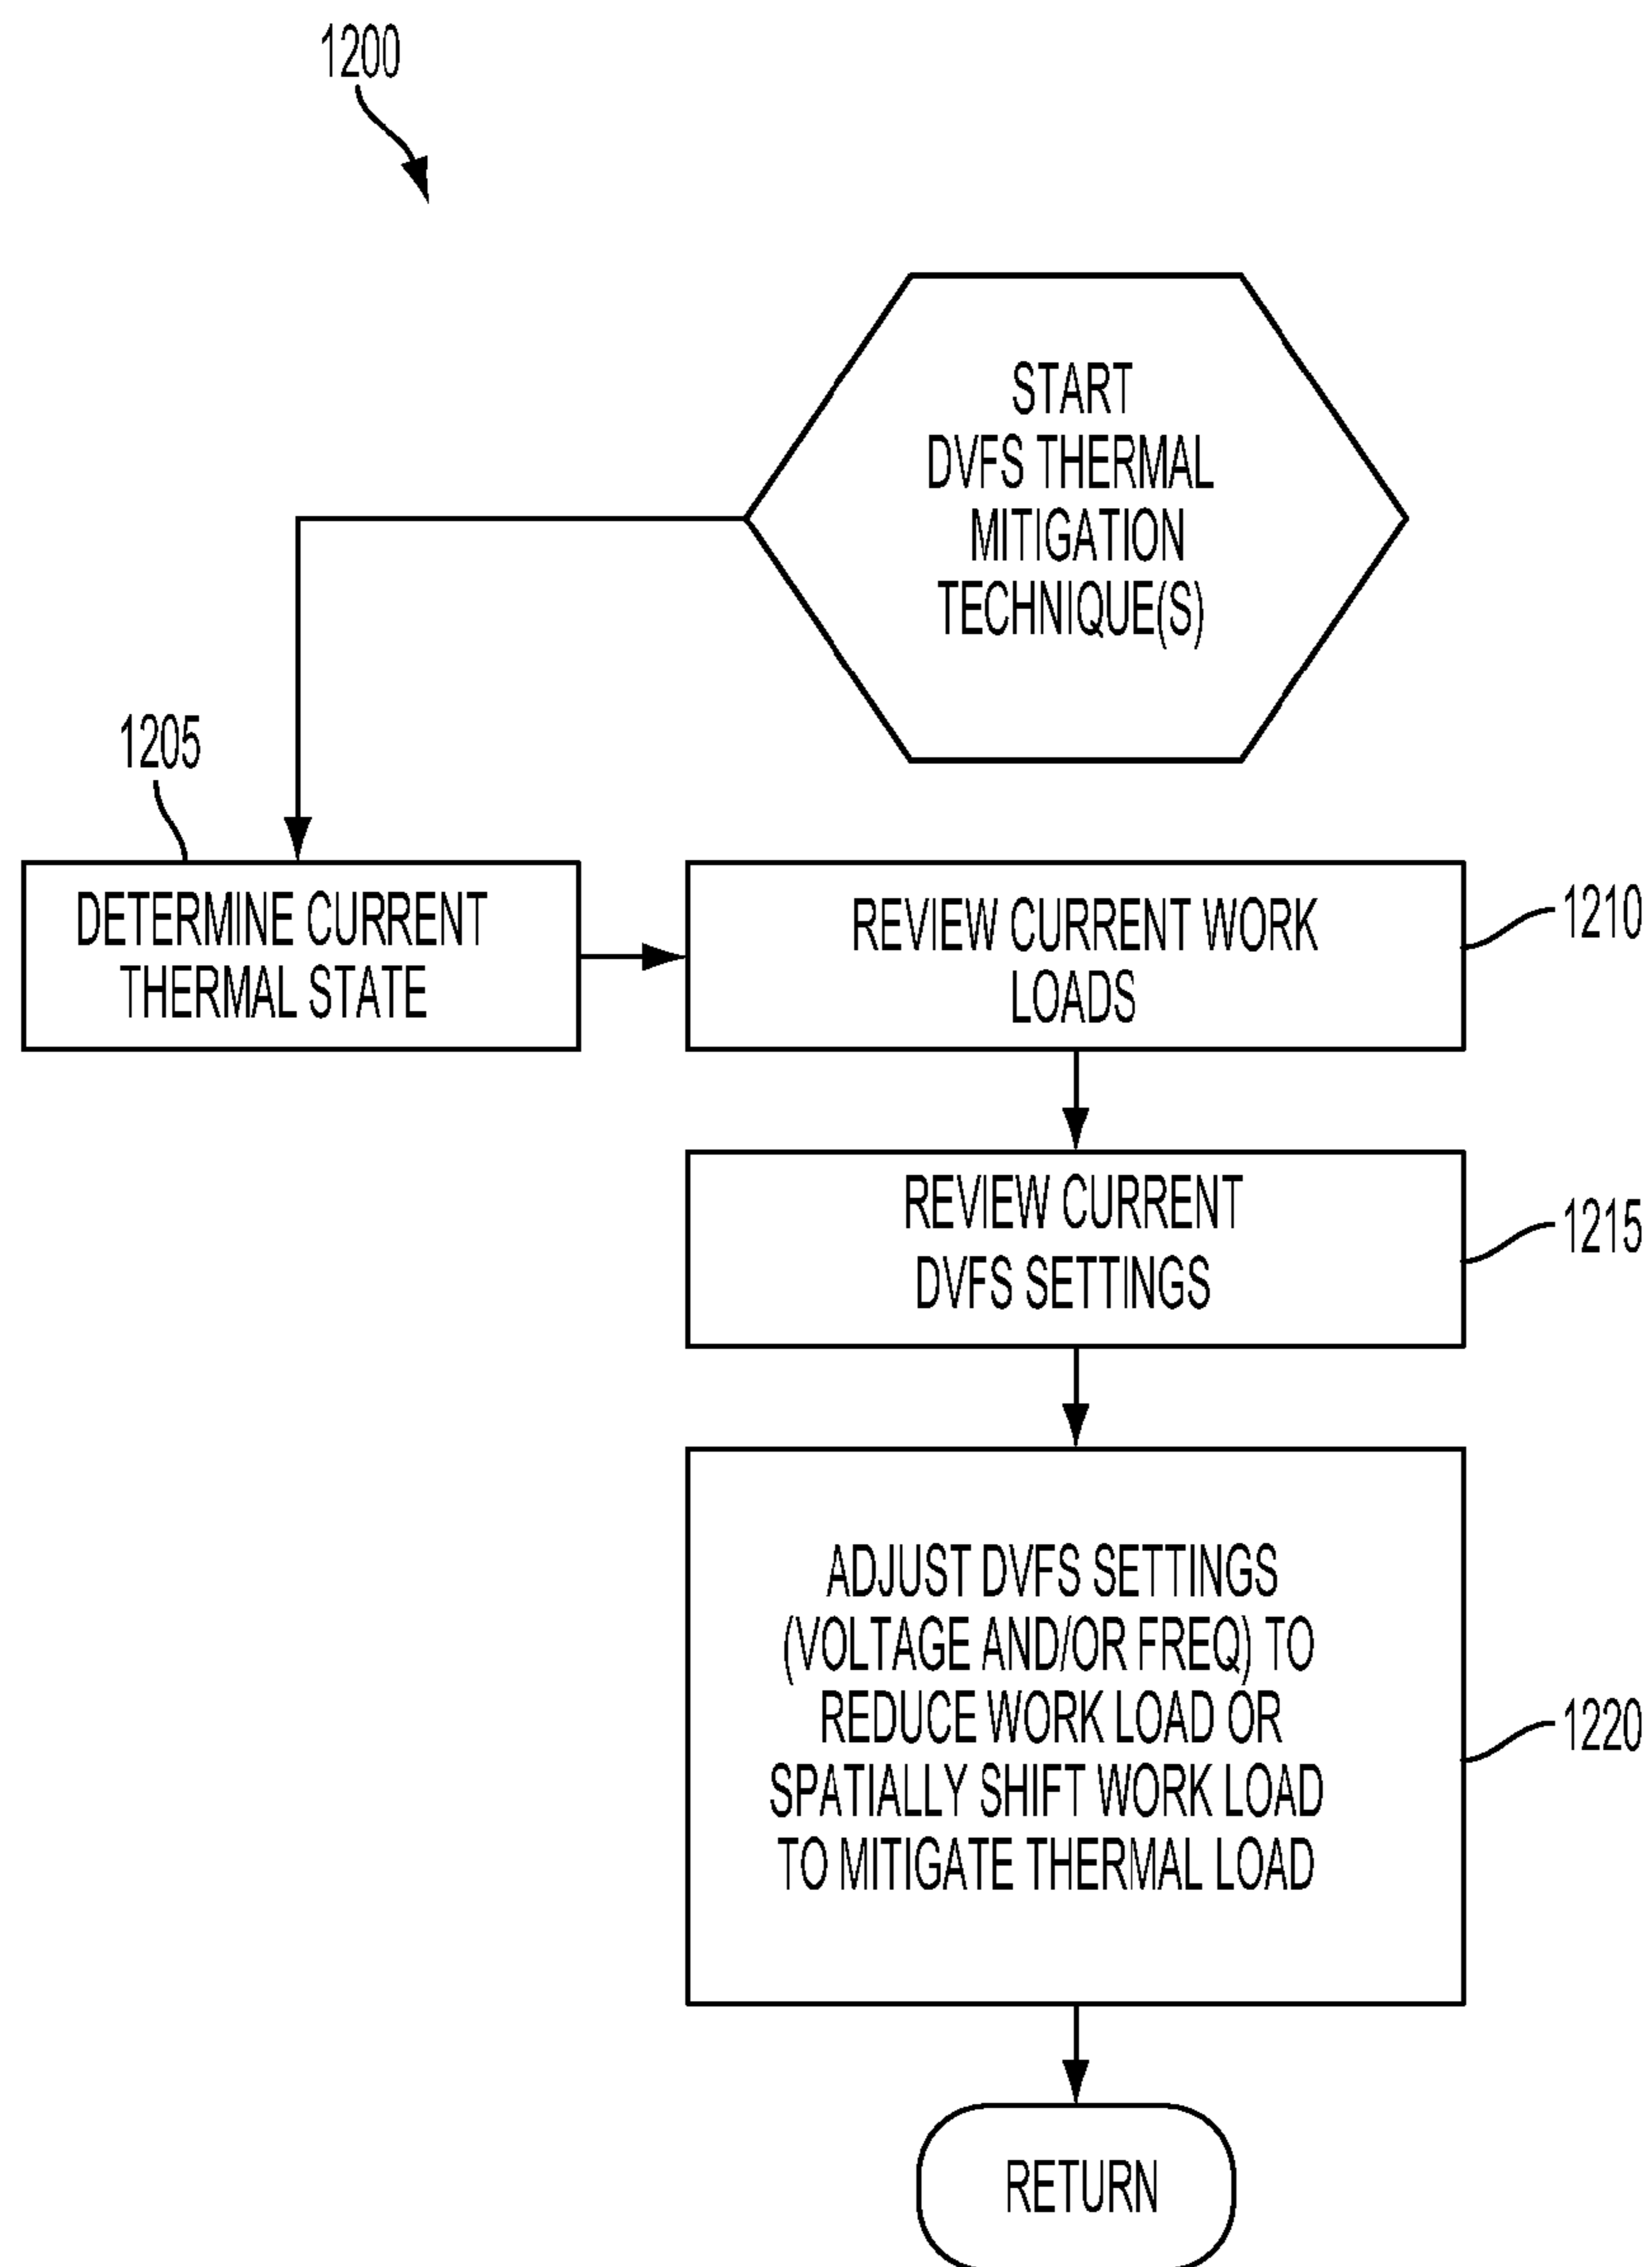 1200
START
DVFS THERMAL
MITIGATION
TECHNIQUE(S)
1205
DETERMINE CURRENT
THERMAL STATE
REVIEW CURRENT WORK
LOADS
1210
REVIEW CURRENT
DVFS SETTINGS
1215
ADJUST DVFS SETTINGS
(VOLTAGE AND/OR FREQ) TO
REDUCE WORK LOAD OR
SPATIALLY SHIFT WORK LOAD
TO MITIGATE THERMAL LOAD
1220
RETURN